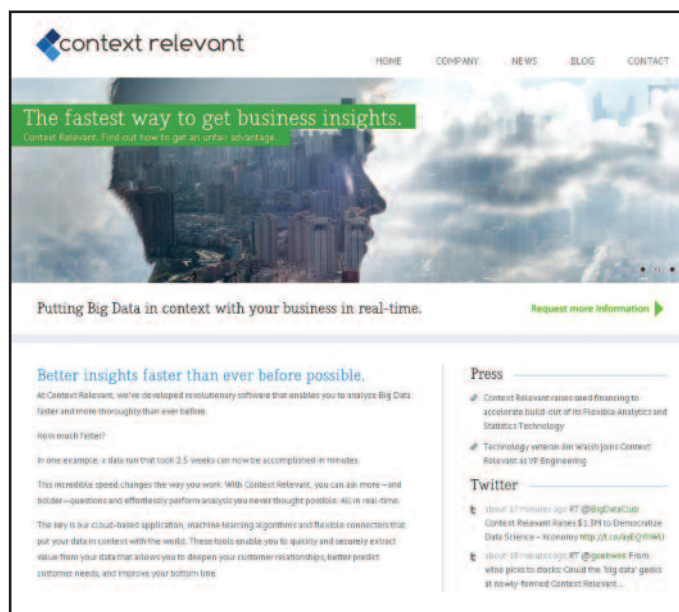 context relevant
HOME COMPANY NEWS BLOG CONTACT
The fastest way to get business insights.
Context Relevant. Find out how to get an unfair advantage.
Putting Big Data in context with your business in real-time.
Request more information
Better insights faster than ever before possible.
At Context Relevant, we've developed revolutionary software that enables you to analyze Big Data
faster and more thoroughly than ever before.
How much faster?
In one example, a data run that took 2.5 weeks can now be accomplished in minutes.
This incredible speed changes the way you work. With Context Relevant, you can ask more—and
bolder—questions and effortlessly perform analysis you never thought possible. All in real-time.
The key is our cloud-based application, machine learning algorithms and flexible connectors that
put your data in context with the world. These tools enable you to quickly and securely extract
value from your data that allows you to deepen your customer relationships, better predict
customer needs, and improve your bottom line.
Press
Context Relevant raises seed financing to
accelerate build-out of its Flexible Analytics and
Statistics Technology
Technology veteran Jim Walsh joins Context
Relevant as VP Engineering
Twitter
about 17 minutes ago RT @BigDataClub
Context Relevant Raises $1.3M to Democratize
Data Science – Xconomy
about 18 minutes ago RT @geekwire From
wine picks to stocks: Could the 'big data' geeks
at newly-formed Context Relevant...